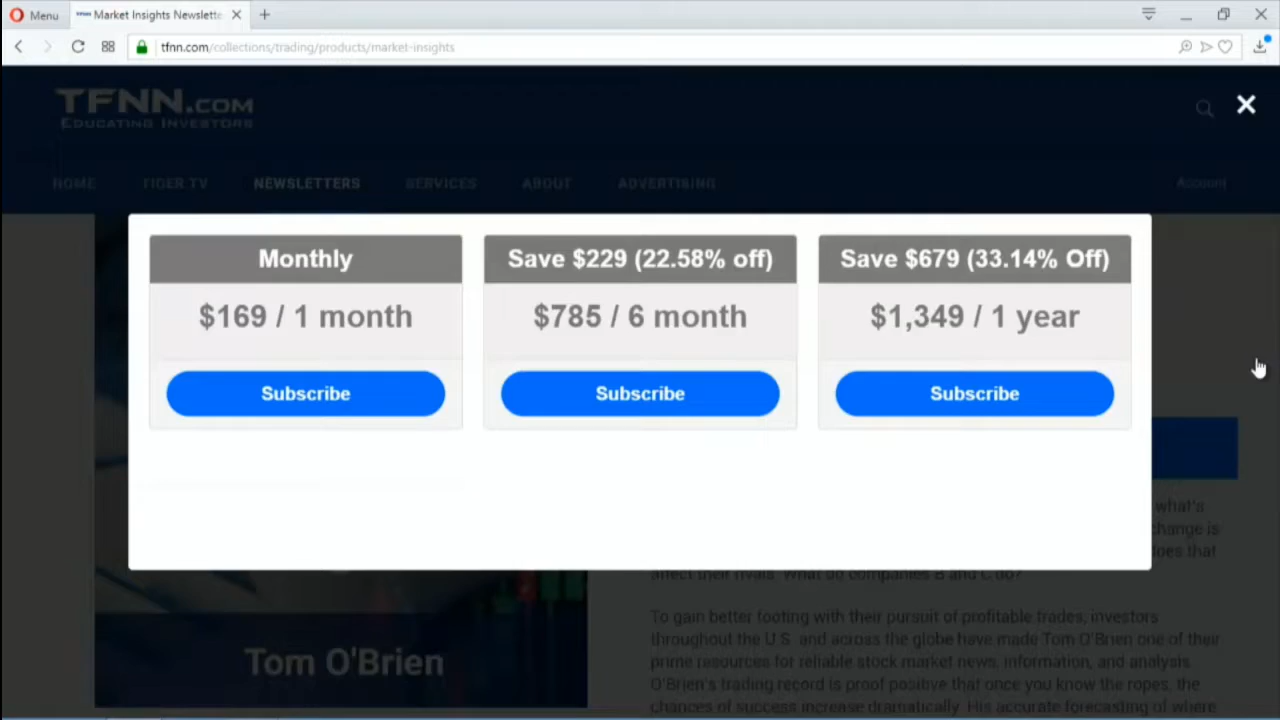 Menu
Market Insights Newslette
tfnn.com/collections/trading/products/market-insights
TFNN.COM
EDUCATING INVESTORS
HOME TIGER TV NEWSLETTERS SERVICES ABOUT ADVERTISING Account
Monthly
$169 / 1 month
Subscribe
Save $229 (22.58% off)
$785 / 6 month
Subscribe
Save $679 (33.14% Off)
$1,349 / 1 year
Subscribe
what's
change is
does that
affect their rivals. What do companies B and C do?
To gain better footing with their pursuit of profitable trades, investors
throughout the U.S. and across the globe have made Tom O'Brien one of their
prime resources for reliable stock market news, information, and analysis.
O'Brien's trading record is proof positive that once you know the ropes, the
chances of success increase dramatically. His accurate forecasting of where
Tom O'Brien